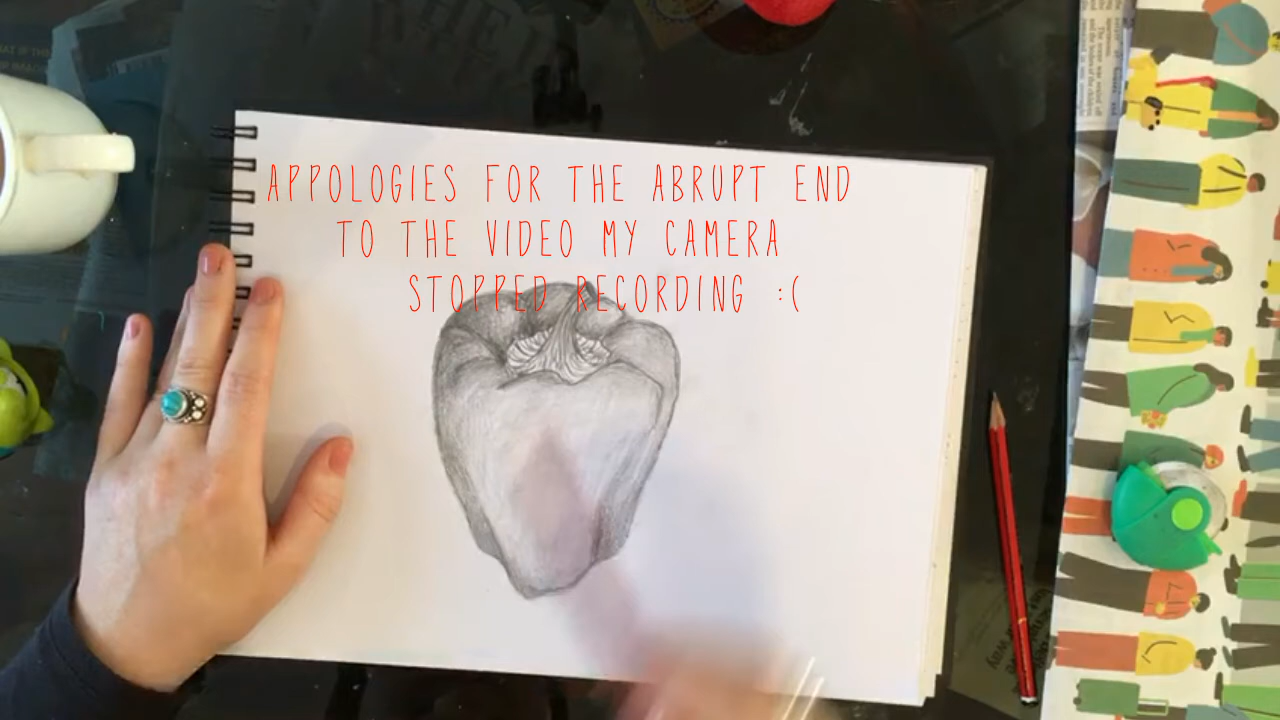 APPOLOGIES FOR THE ABRUPT END
TO THE VIDEO MY CAMERA
STOPPED RECORDING :(